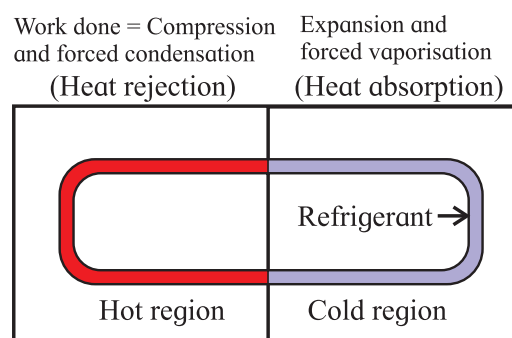 Work done = Compression
and forced condensation
(Heat rejection)
Expansion and
forced vaporisation
(Heat absorption)
Refrigerant
Hot region
Cold region